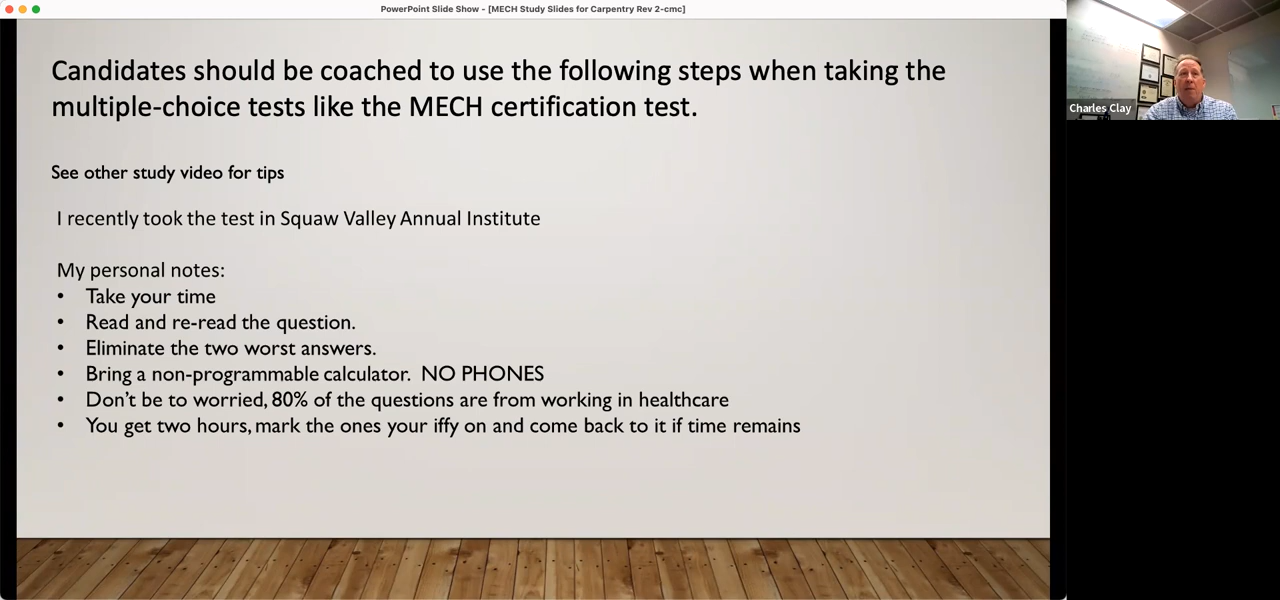 PowerPoint Slide Show - [MECH Study Slides for Carpentry Rev 2-cmc]
Candidates should be coached to use the following steps when taking the
multiple-choice tests like the MECH certification test.
See other study video for tips
I recently took the test in Squaw Valley Annual Institute
My personal notes:
• Take your time
• Read and re-read the question.
• Eliminate the two worst answers.
• Bring a non-programmable calculator.  NO PHONES
• Don't be to worried, 80% of the questions are from working in healthcare
• You get two hours, mark the ones your iffy on and come back to it if time remains
Charles Clay